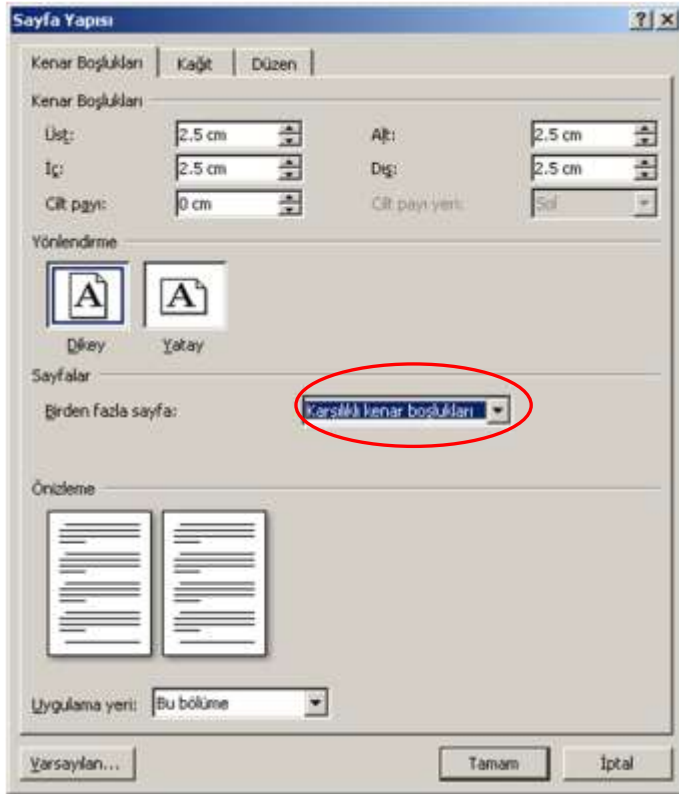 Sayfa Yapısı
Kenar Boşlukları Kağıt Düzen
Kenar Boşlukları
Üst: 2.5 cm Alt: 2.5 cm
İç: 2.5 cm Dış: 2.5 cm
Cilt payı: 0 cm Cilt payı yeri: Sol
Yönlendirme
A A
Dikey Yatay
Sayfalar
Birden fazla sayfa: Karşılıklı kenar boşlukları
Önizleme
Uygulama yeri: Bu bölüme
Varsayılan... Tamam İptal